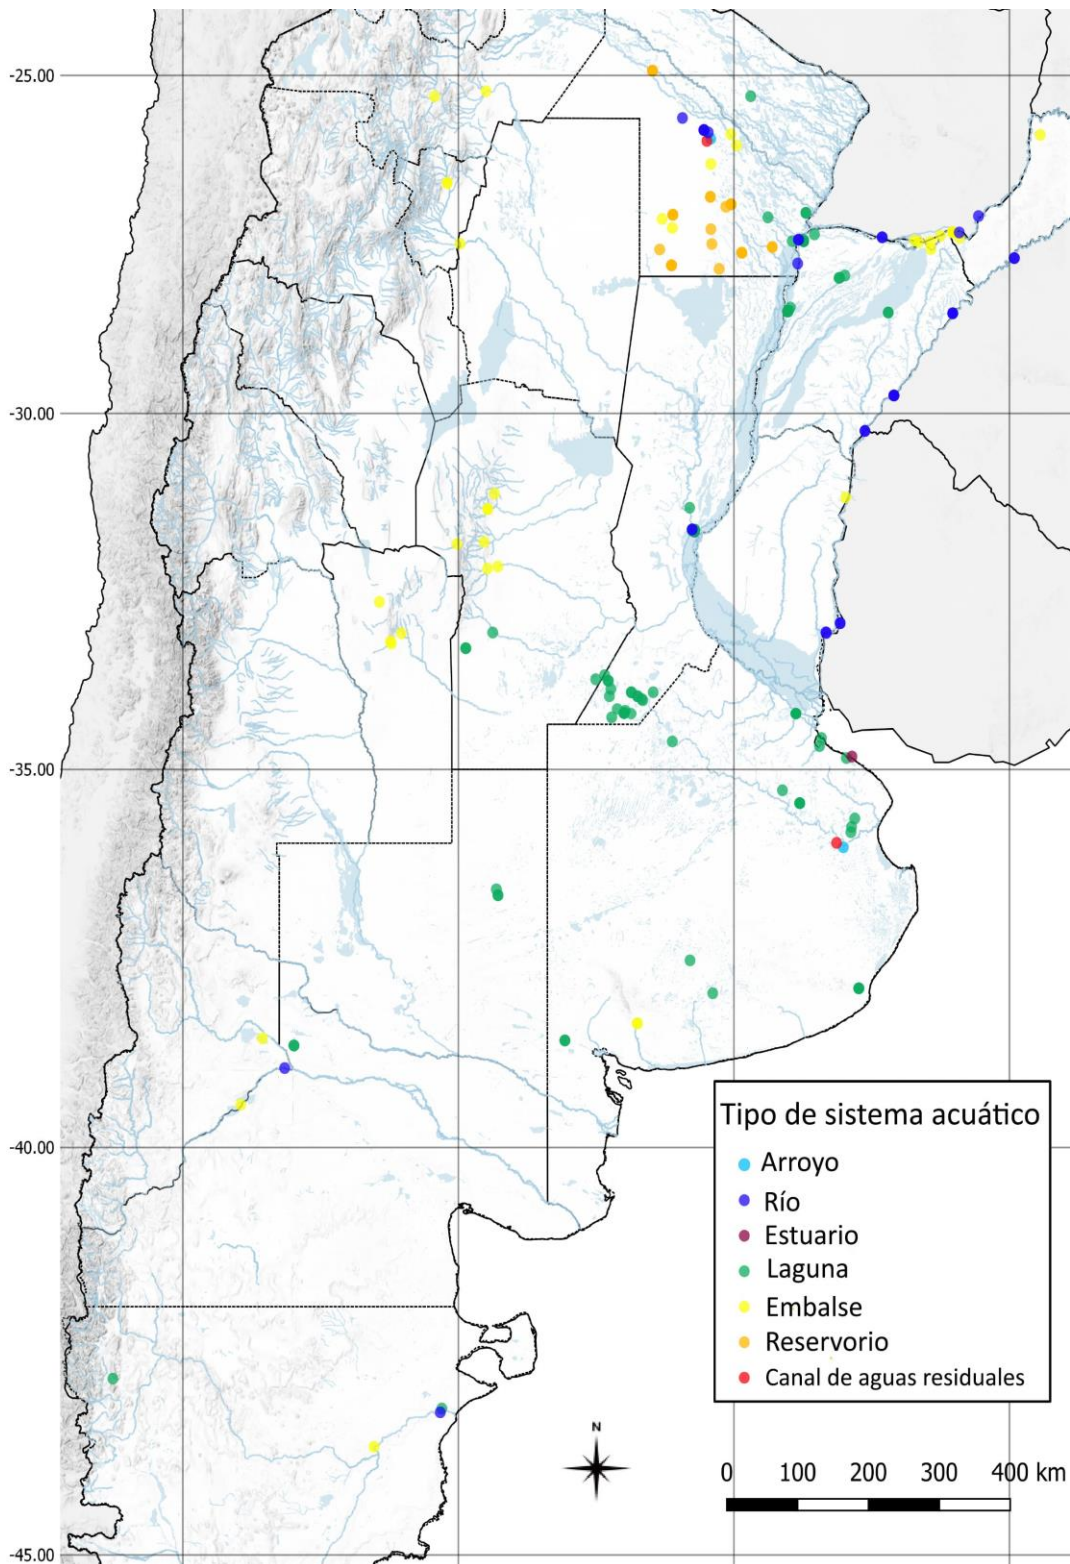 -25.00
-30.00
-35.00
-40.00
-45.00
Tipo de sistema acuático
Arroyo
Río
Estuario
Laguna
Embalse
Reservorio
Canal de aguas residuales
N
0 100 200 300 400 km